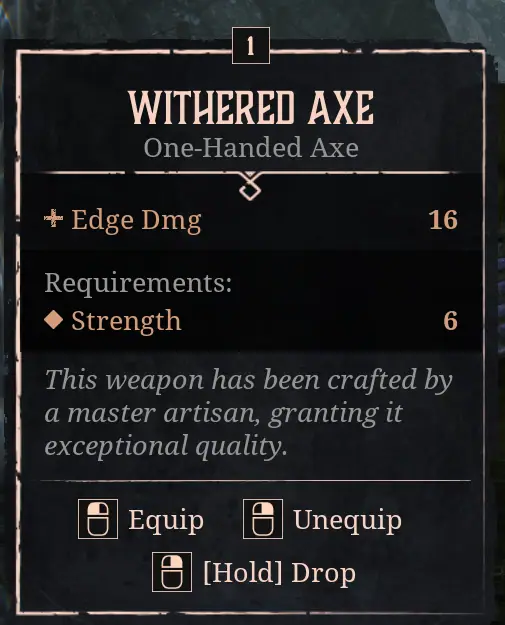 1
WITHERED AXE
One-Handed Axe
Edge Dmg 16
Requirements:
Strength 6
This weapon has been crafted by
a master artisan, granting it
exceptional quality.
Equip Unequip
[Hold] Drop